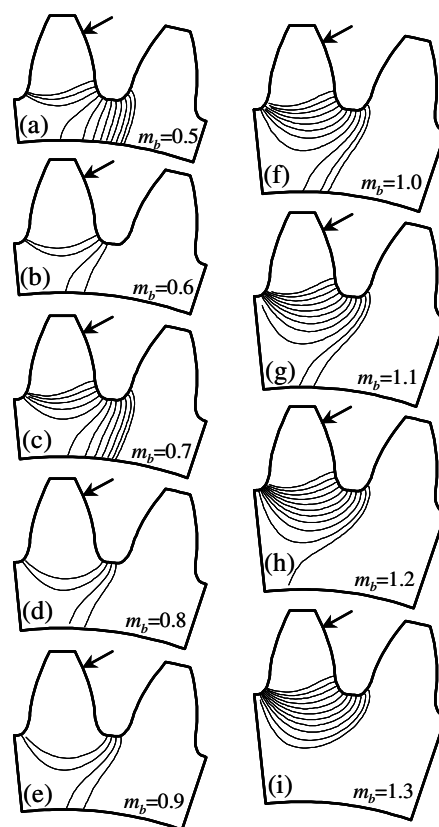 (a) m_b=0.5
(b) m_b=0.6
(c) m_b=0.7
(d) m_b=0.8
(e) m_b=0.9
(f) m_b=1.0
(g) m_b=1.1
(h) m_b=1.2
(i) m_b=1.3